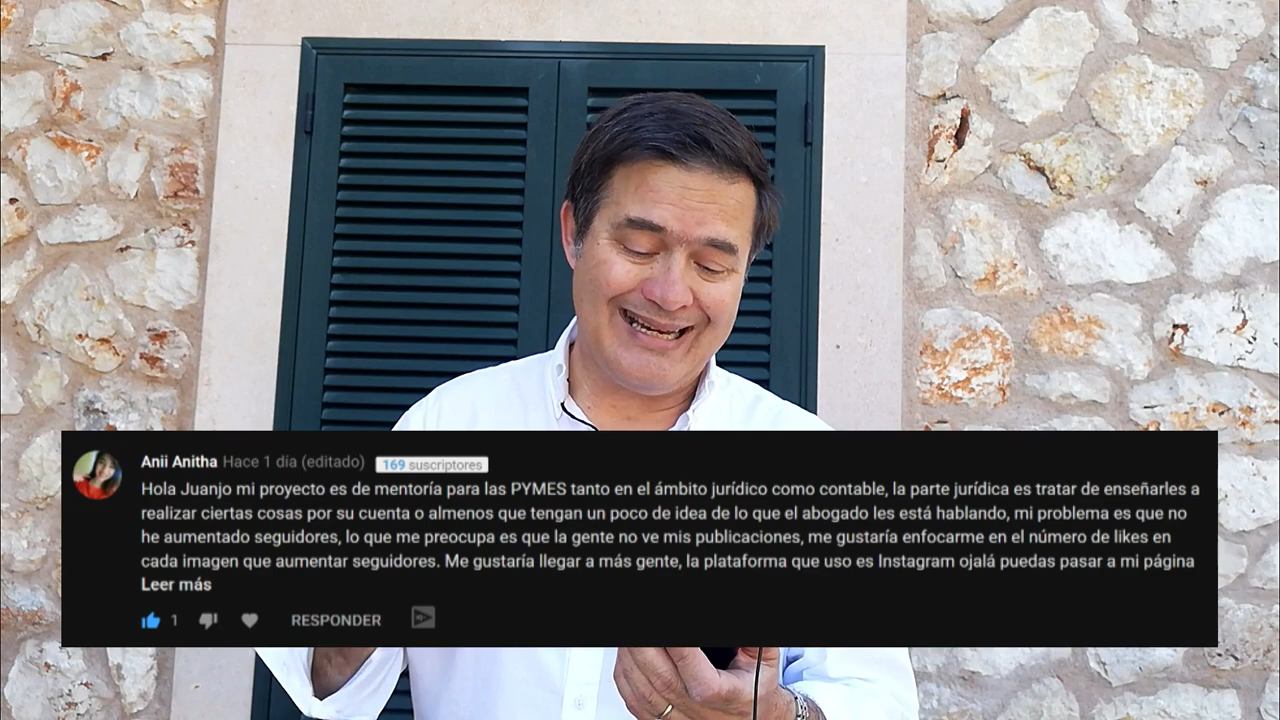 Anii Anitha Hace 1 día (editado) 169 suscriptores
Hola Juanjo mi proyecto es de mentoría para las PYMES tanto en el ámbito jurídico como contable, la parte jurídica es tratar de enseñarles a
realizar ciertas cosas por su cuenta o almenos que tengan un poco de idea de lo que el abogado les está hablando, mi problema es que no
he aumentado seguidores, lo que me preocupa es que la gente no ve mis publicaciones, me gustaría enfocarme en el número de likes en
cada imagen que aumentar seguidores. Me gustaría llegar a más gente, la plataforma que uso es Instagram ojalá puedas pasar a mi página
Leer más
1 RESPONDER